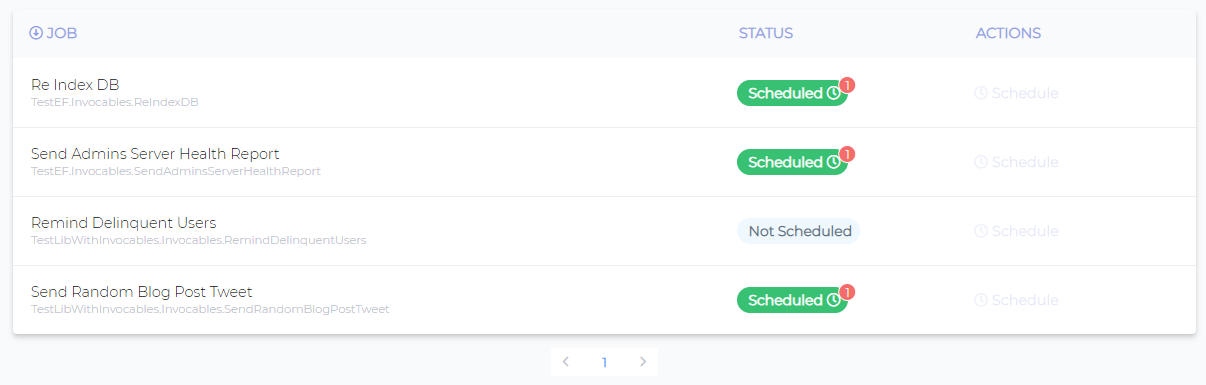 JOB STATUS ACTIONS
Re Index DB
TestEF.Invocables.ReIndexDB
Scheduled 1 Schedule
Send Admins Server Health Report
TestEF.Invocables.SendAdminsServerHealthReport
Scheduled 1 Schedule
Remind Delinquent Users
TestLibWithInvocables.Invocables.RemindDelinquentUsers
Not Scheduled Schedule
Send Random Blog Post Tweet
TestLibWithInvocables.Invocables.SendRandomBlogPostTweet
Scheduled 1 Schedule
1